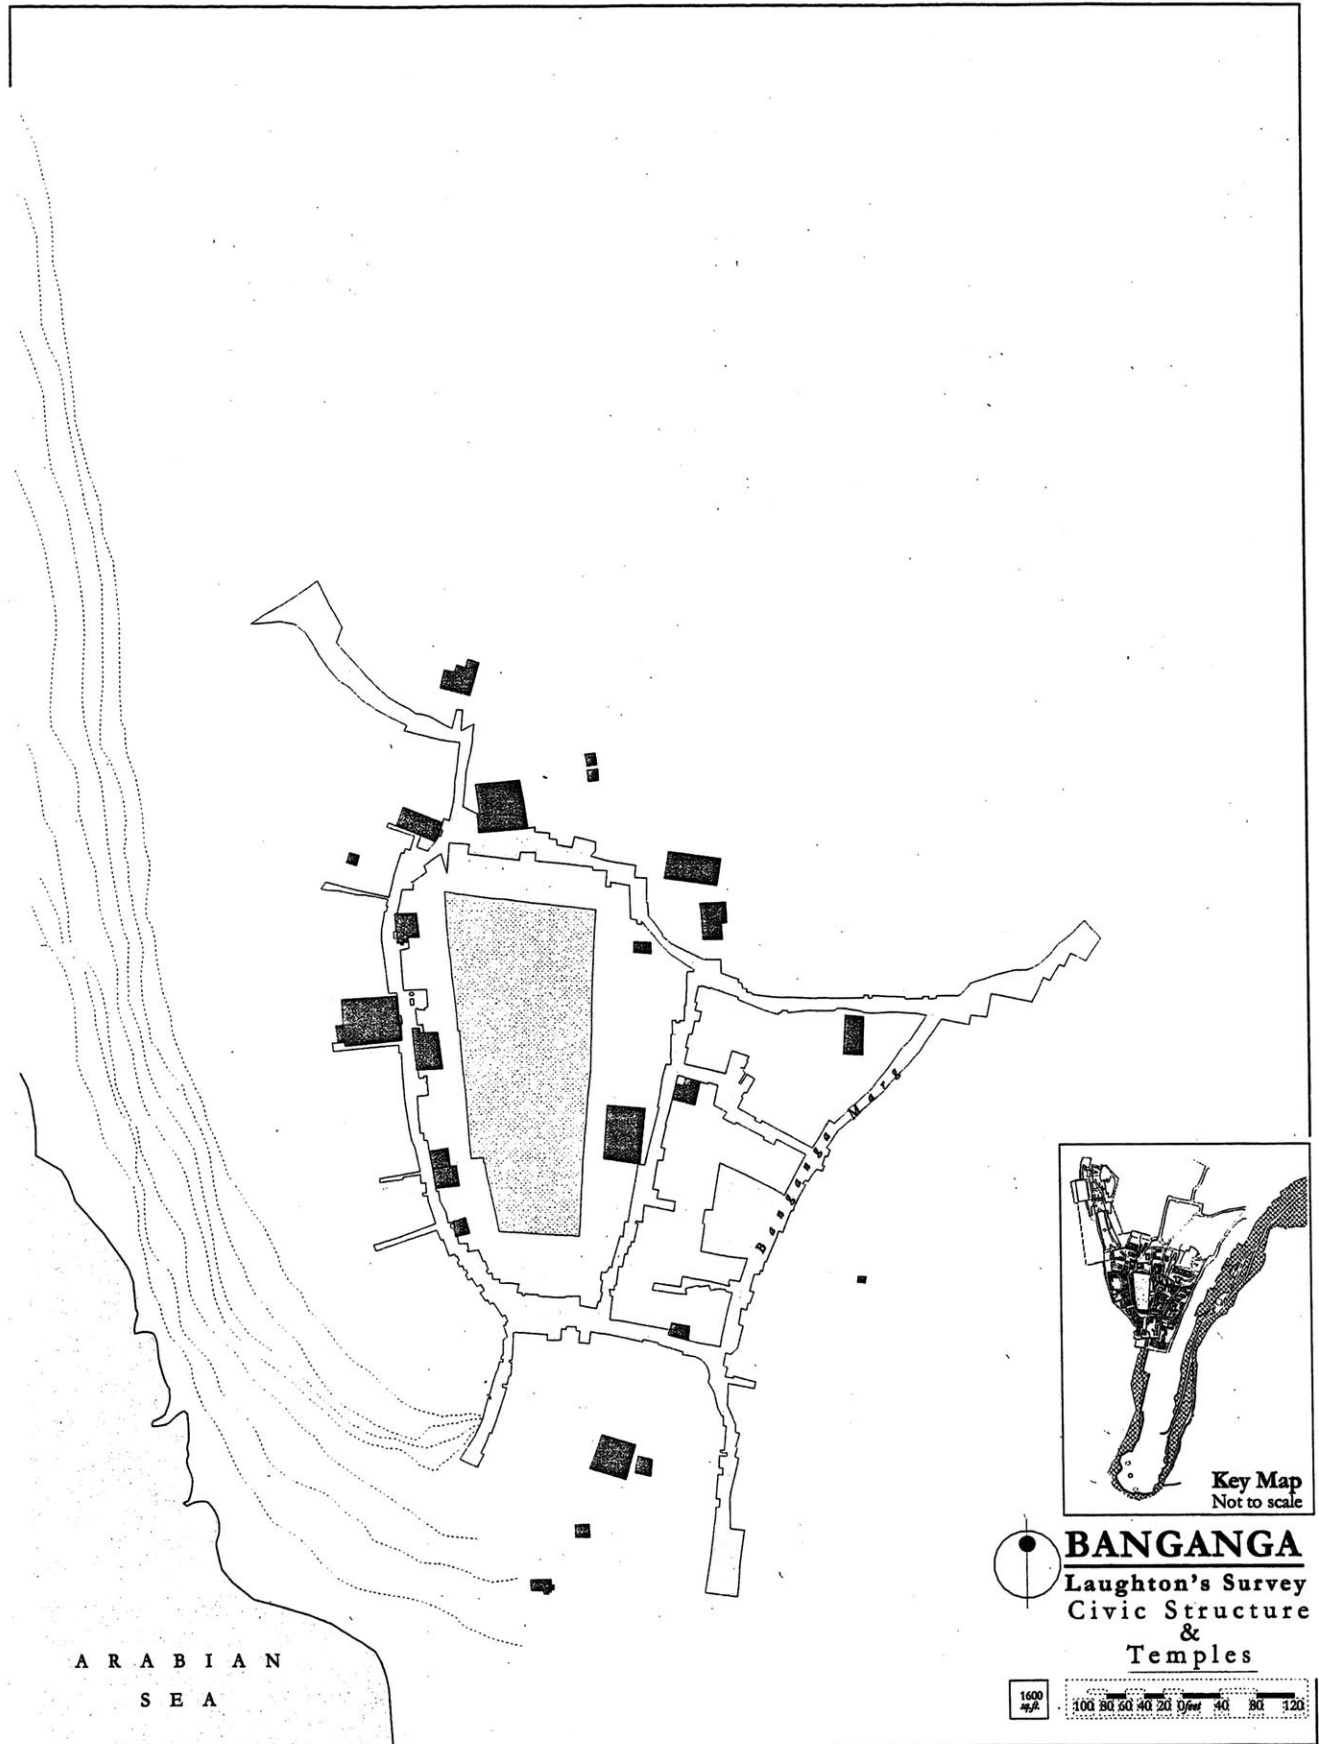 Banganga Marg
Key Map
Not to scale
BANGANGA
Laughton's Survey
Civic Structure
&
Temples
ARABIAN
SEA
1600
sq.ft.
100 80 60 40 20 0feet 40 80 120